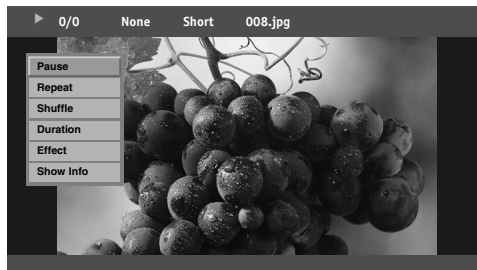 0/0 None Short 008.jpg
Pause
Repeat
Shuffle
Duration
Effect
Show Info